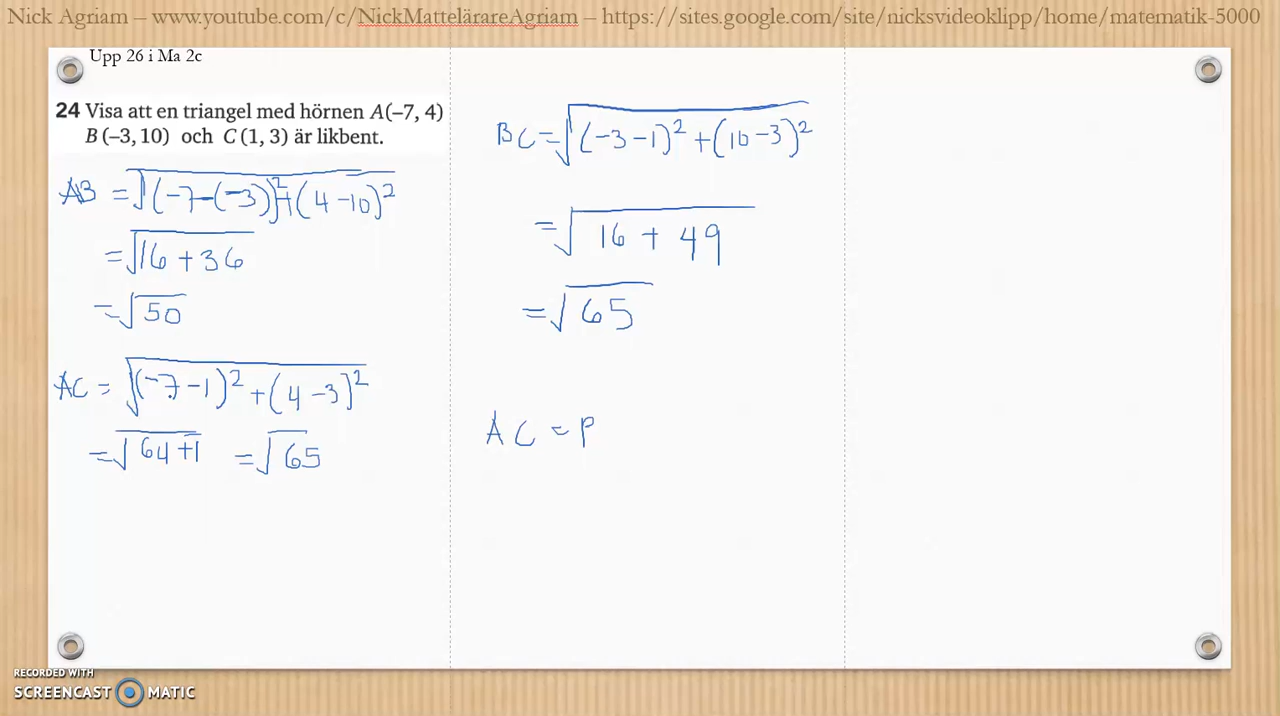 Nick Agriam – www.youtube.com/c/NickMattelärareAgriam – https://sites.google.com/site/nicksvideoklipp/home/matematik-5000
Upp 26 i Ma 2c
24 Visa att en triangel med hörnen A(–7, 4)
B(–3, 10) och C(1, 3) är likbent.
AB = √((-7-(-3))²+(4-10)²)
= √(16+36)
= √50
AC = √((-7-1)²+(4-3)²)
= √(64+1) = √65
BC = √((-3-1)²+(10-3)²)
= √(16+49)
= √65
AC = P
RECORDED WITH
SCREENCAST MATIC